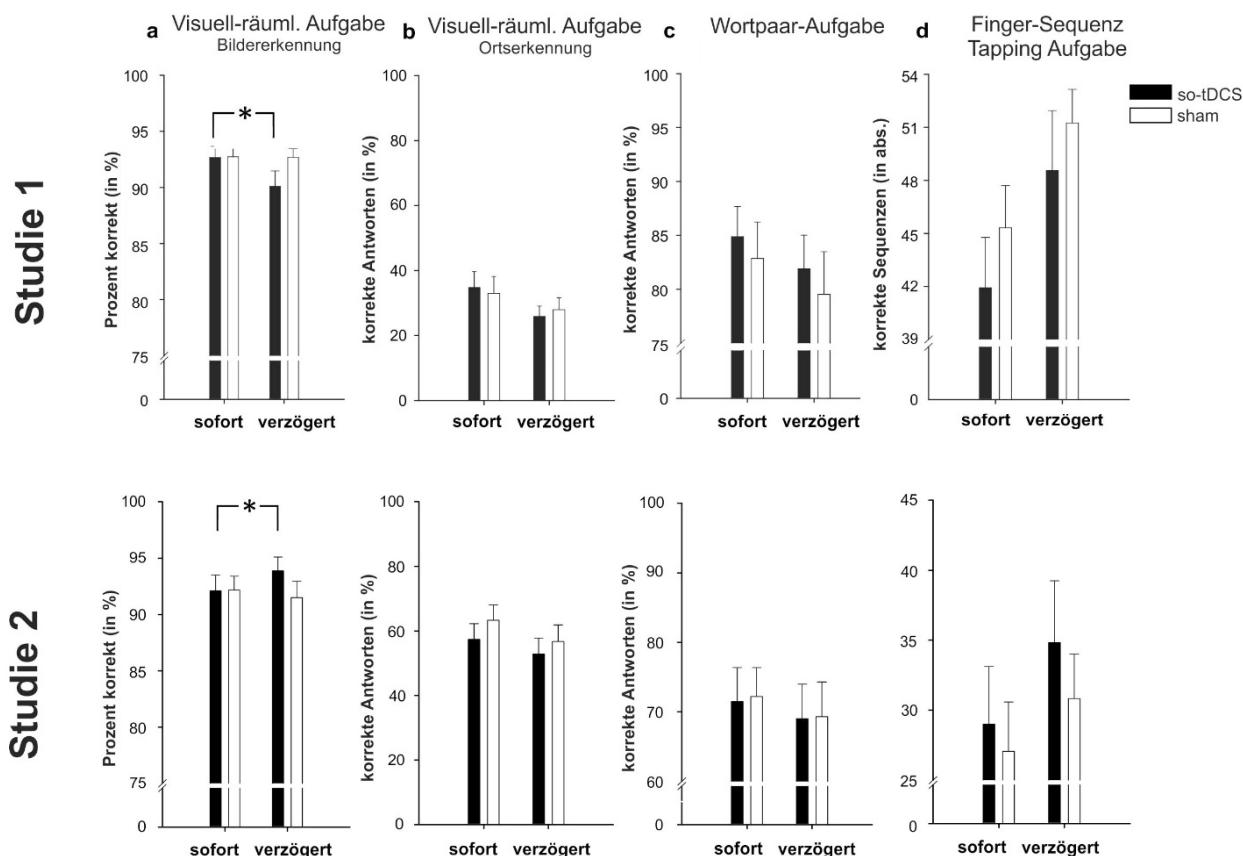 a Visuell-räuml. Aufgabe
Bildererkennung
b Visuell-räuml. Aufgabe
Ortserkennung
c Wortpaar-Aufgabe
d Finger-Sequenz
Tapping Aufgabe
so-tDCS
sham
Studie 1
Prozent korrekt (in %)
100
95
90
85
80
75
0
*
sofort verzögert
korrekte Antworten (in %)
100
80
60
40
20
0
sofort verzögert
korrekte Antworten (in %)
100
95
90
85
80
75
0
sofort verzögert
korrekte Sequenzen (in abs.)
54
51
48
45
42
39
0
sofort verzögert
Studie 2
Prozent korrekt (in %)
100
95
90
85
80
75
0
*
sofort verzögert
korrekte Antworten (in %)
100
80
60
40
20
0
sofort verzögert
korrekte Antworten (in %)
100
90
80
70
60
0
sofort verzögert
45
40
35
30
25
0
sofort verzögert